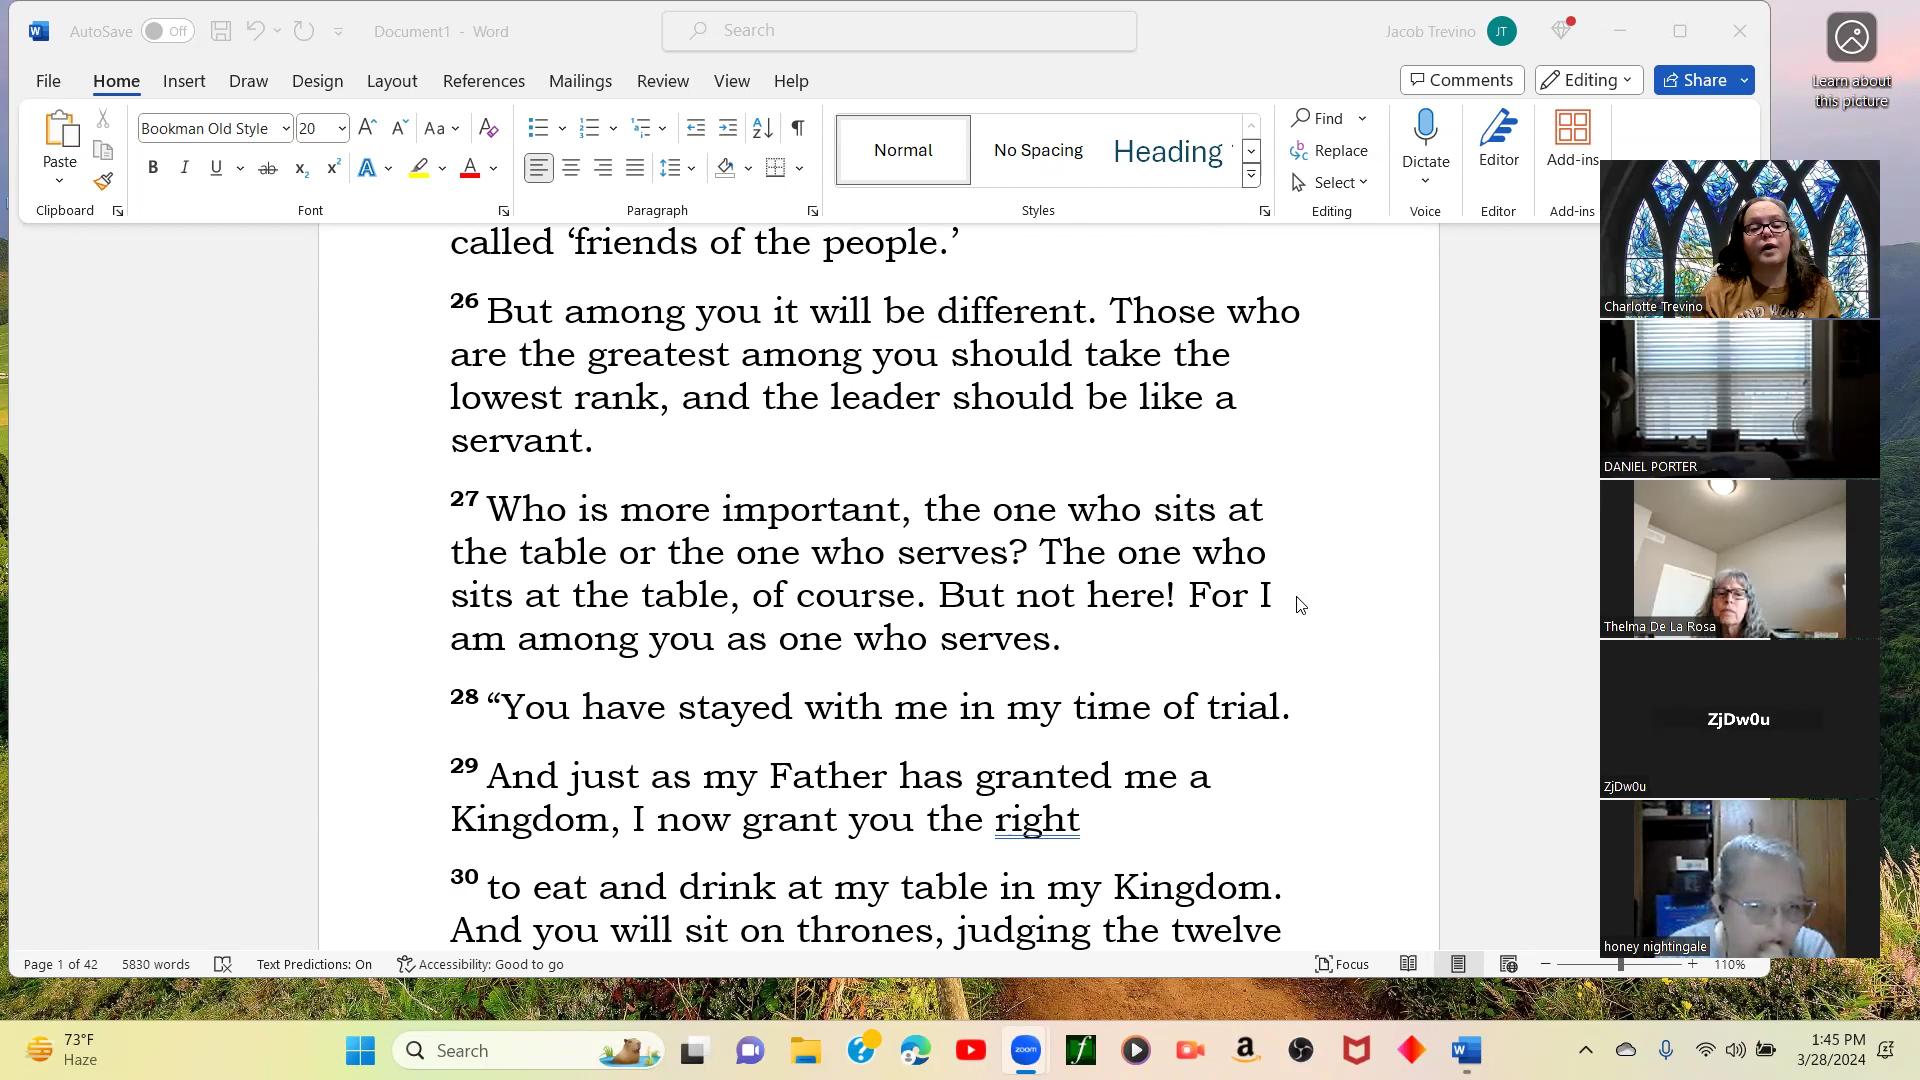 AutoSave Off Document1 - Word Search Jacob Trevino JT
Learn about
this picture
File Home Insert Draw Design Layout References Mailings Review View Help Comments Editing Share
Bookman Old Style 20
Paste
Clipboard Font Paragraph
Normal No Spacing Heading
Styles
Find
Replace
Select
Editing
Dictate
Voice
Editor
Editor
Add-ins
Add-ins
called ‘friends of the people.’
26 But among you it will be different. Those who
are the greatest among you should take the
lowest rank, and the leader should be like a
servant.
27 Who is more important, the one who sits at
the table or the one who serves? The one who
sits at the table, of course. But not here! For I
am among you as one who serves.
28 “You have stayed with me in my time of trial.
29 And just as my Father has granted me a
Kingdom, I now grant you the right
30 to eat and drink at my table in my Kingdom.
And you will sit on thrones, judging the twelve
Charlotte Trevino
DANIEL PORTER
Thelma De La Rosa
ZjDw0u
ZjDw0u
honey nightingale
Page 1 of 42 5830 words Text Predictions: On Accessibility: Good to go Focus 110%
73°F
Haze
Search
zoom
1:45 PM
3/28/2024